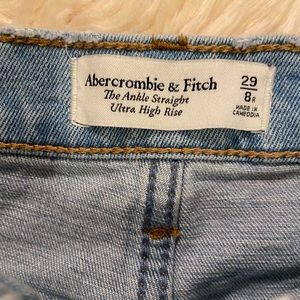 Abercrombie & Fitch
The Ankle Straight
Ultra High Rise
29
8R
MADE IN
CAMBODIA